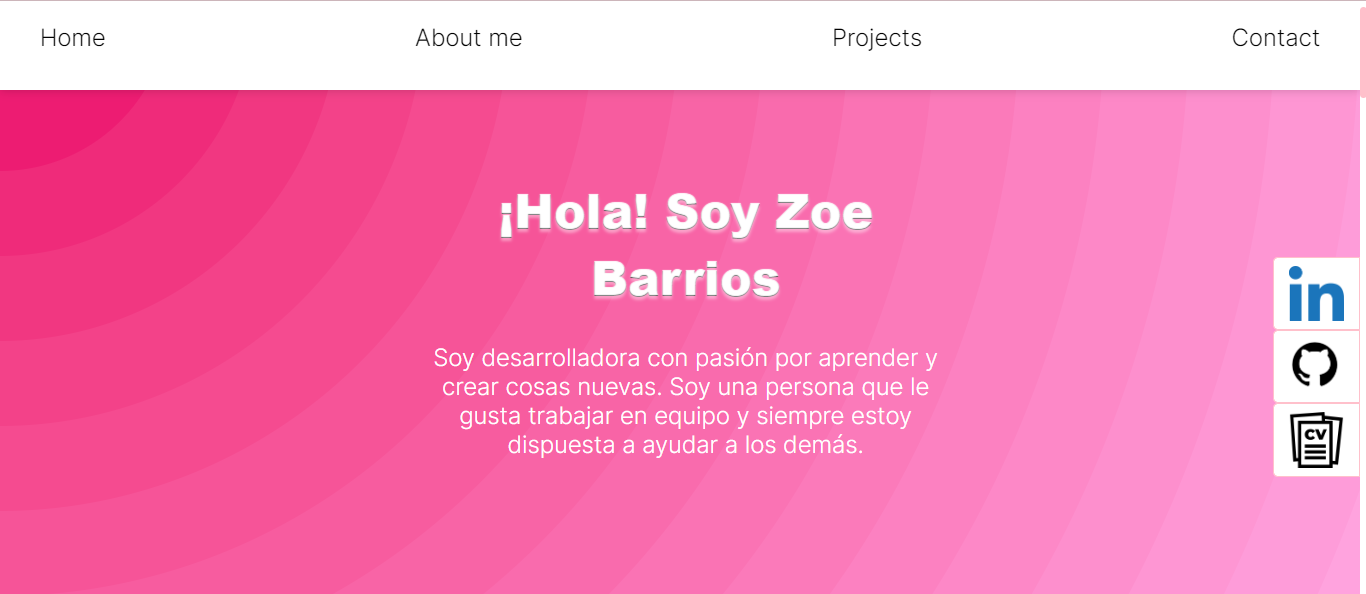 Home About me Projects Contact
¡Hola! Soy Zoe
Barrios
Soy desarrolladora con pasión por aprender y
crear cosas nuevas. Soy una persona que le
gusta trabajar en equipo y siempre estoy
dispuesta a ayudar a los demás.
in
CV